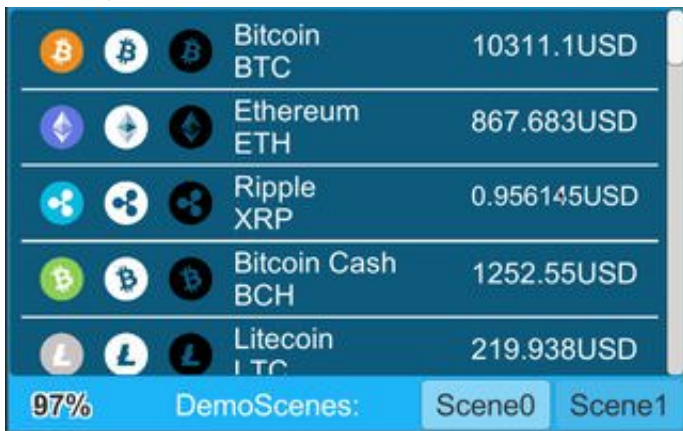 Bitcoin 10311.1USD
BTC
Ethereum 867.683USD
ETH
Ripple 0.956145USD
XRP
Bitcoin Cash 1252.55USD
BCH
Litecoin 219.938USD
LTC
97% DemoScenes: Scene0 Scene1